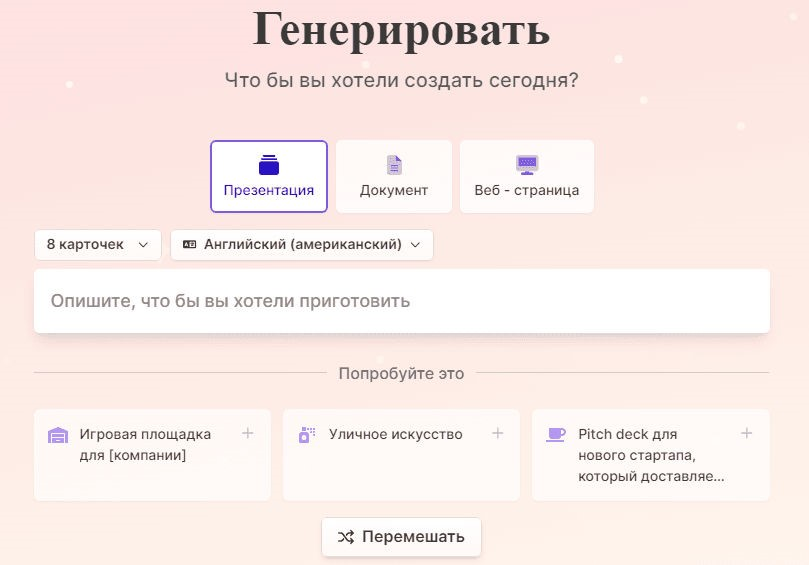 Генерировать
Что бы вы хотели создать сегодня?
Презентация
Документ
Веб - страница
8 карточек
Английский (американский)
Опишите, что бы вы хотели приготовить
Попробуйте это
Игровая площадка
для [компании]
Уличное искусство
Pitch deck для
нового стартапа,
который доставляе...
Перемешать